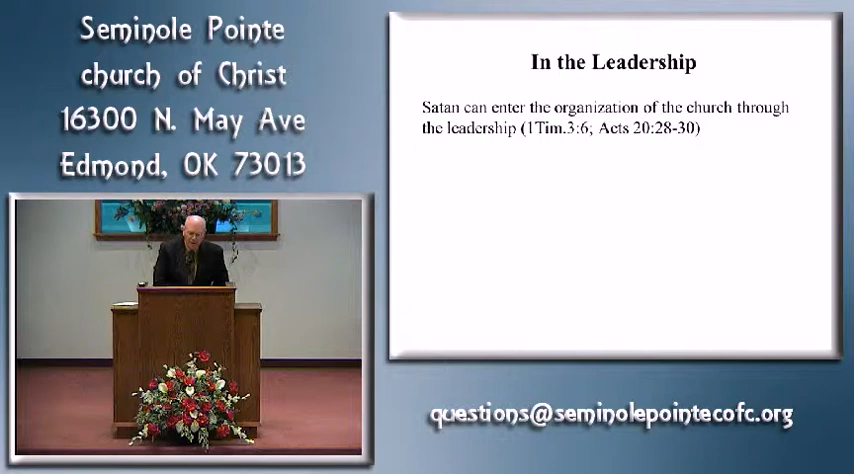 Seminole Pointe
church of Christ
16300 N. May Ave
Edmond, OK 73013
In the Leadership
Satan can enter the organization of the church through
the leadership (1Tim.3:6; Acts 20:28-30)
questions@seminolepointecofc.org